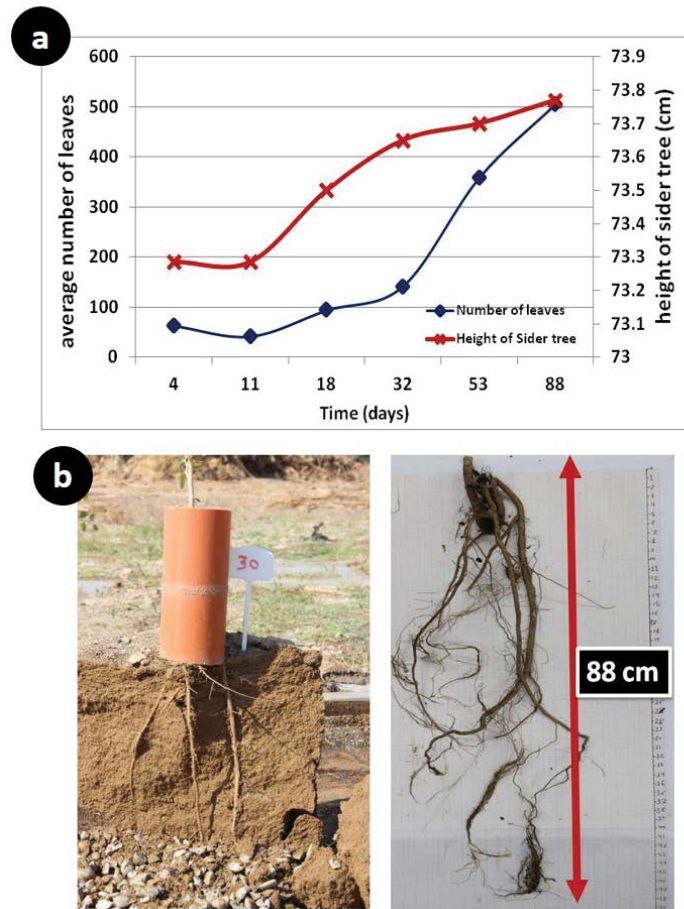 a
600
500
400
300
200
100
0
average number of leaves
73.9
73.8
73.7
73.6
73.5
73.4
73.3
73.2
73.1
73
height of sider tree (cm)
Number of leaves
Height of Sider tree
4 11 18 32 53 88
Time (days)
b
30
88 cm